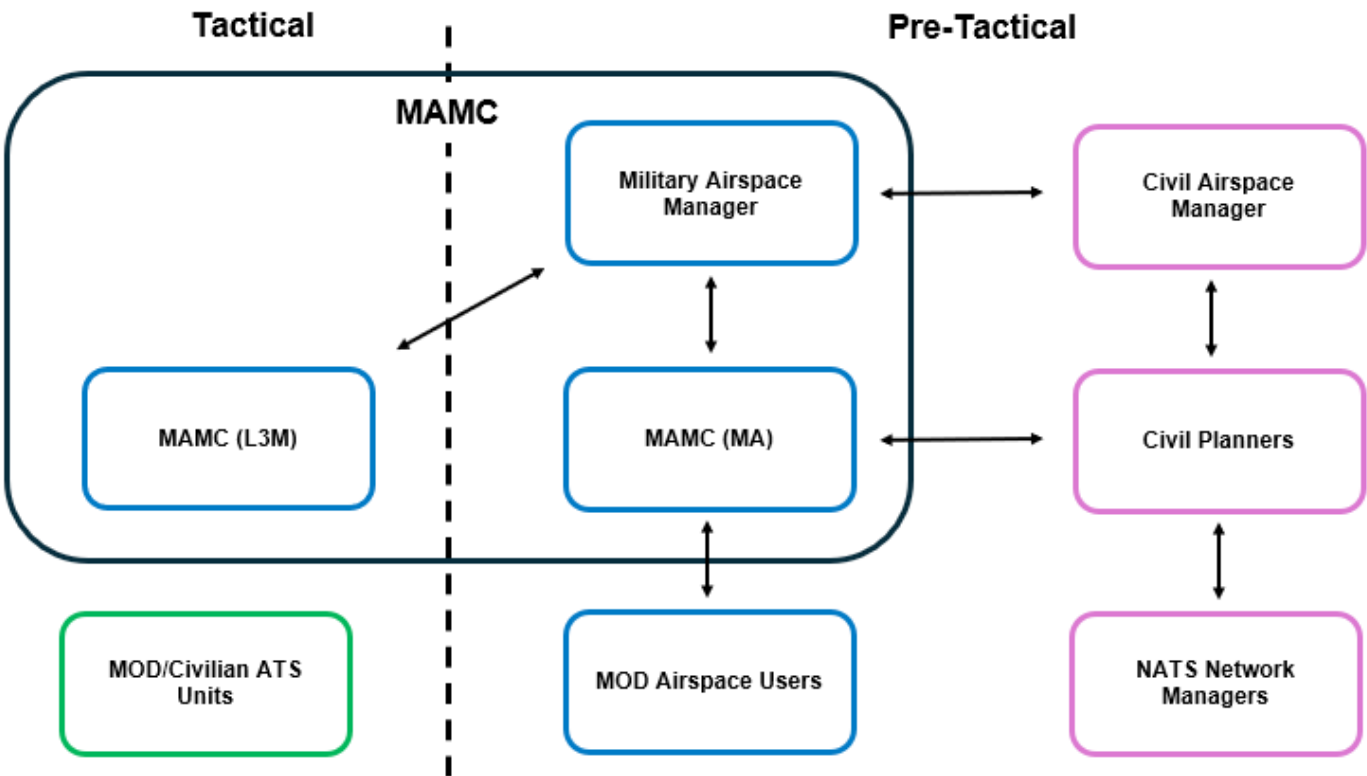 Tactical
Pre-Tactical
MAMC
Military Airspace
Manager
Civil Airspace
Manager
MAMC (L3M)
MAMC (MA)
Civil Planners
MOD/Civilian ATS
Units
MOD Airspace Users
NATS Network
Managers